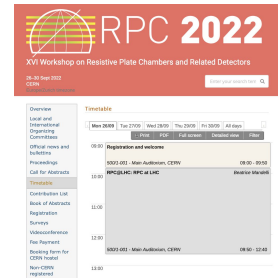 RPC 2022
XVI Workshop on Resistive Plate Chambers and Related Detectors
26-30 Sept 2022
CERN
Europe/Zurich timezone
Enter your search term
Overview
Local and
International
Organizing
Committees
Official news and
bulletins
Proceedings
Call for Abstracts
Timetable
Contribution List
Book of Abstracts
Registration
Surveys
Videoconference
Fee Payment
Booking form for
CERN hostel
Non-CERN
registered
Timetable
Mon 26/09 Tue 27/09 Wed 28/09 Thu 29/09 Fri 30/09 All days
Print PDF Full screen Detailed view Filter
09:00 Registration and welcome
500/1-001 - Main Auditorium, CERN 09:00 - 09:50
10:00 RPC@LHC: RPC at LHC Beatrice Mandelli
11:00
12:00
500/1-001 - Main Auditorium, CERN 09:50 - 12:40
13:00